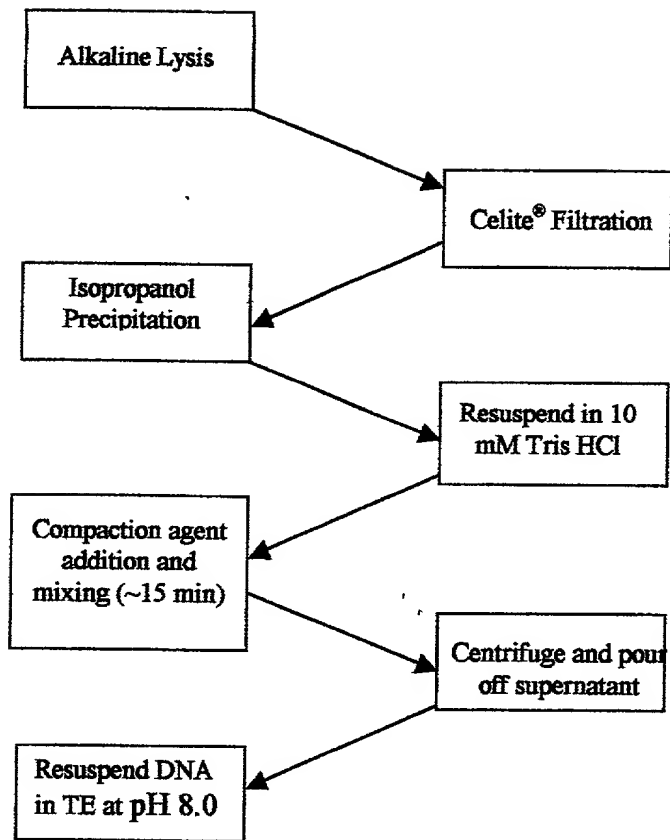 Alkaline Lysis
Celite® Filtration
Isopropanol
Precipitation
Resuspend in 10
mM Tris HCl
Compaction agent
addition and
mixing (~15 min)
Centrifuge and pour
off supernatant
Resuspend DNA
in TE at pH 8.0